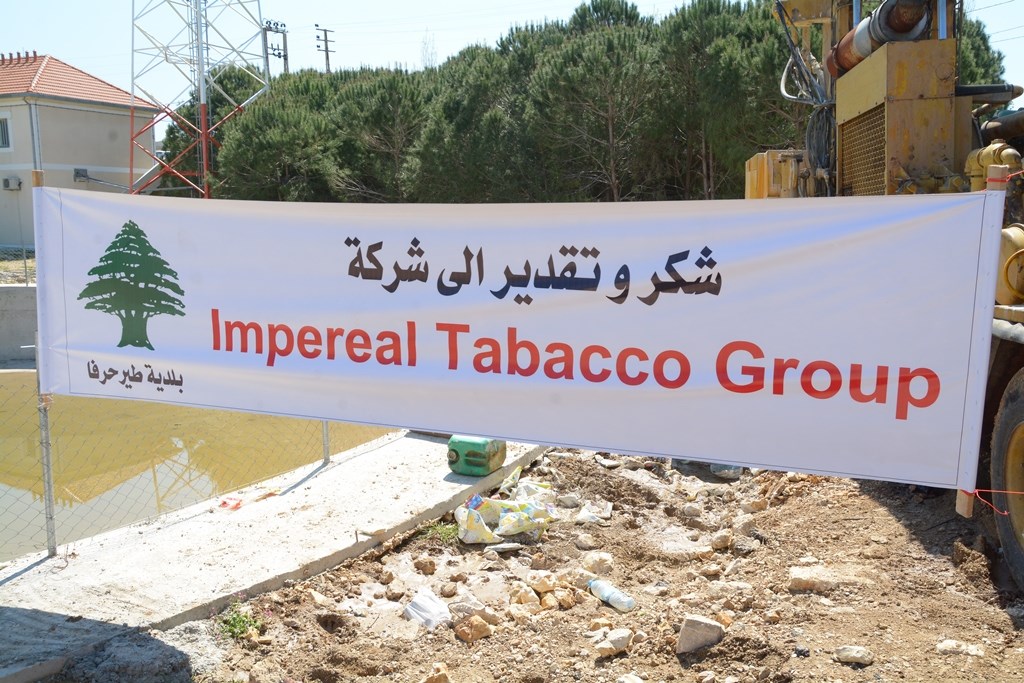 شكر و تقدير الى شركة
Impereal Tabacco Group
بلدية طيرحرفا